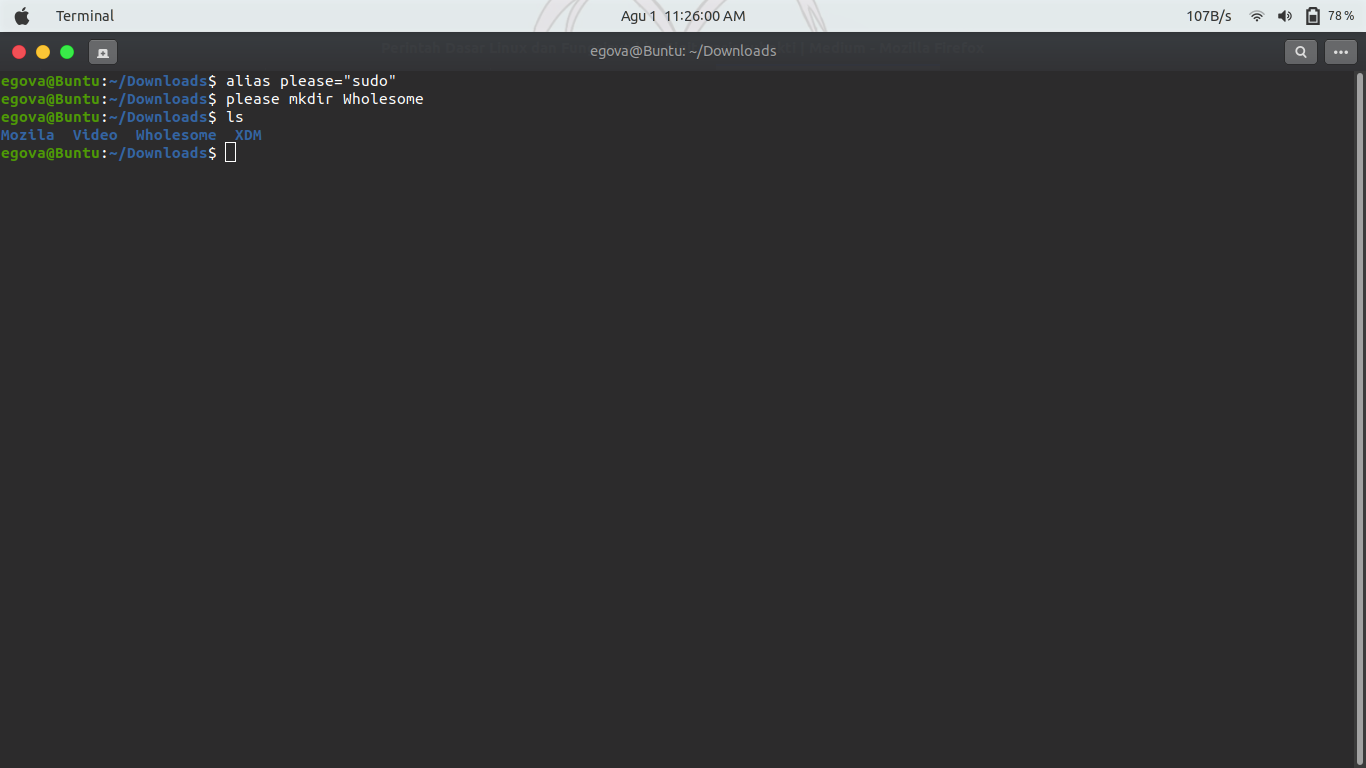 Terminal
Agu 1 11:26:00 AM
107B/s
78 %
egova@Buntu: ~/Downloads
egova@Buntu:~/Downloads$ alias please="sudo"
egova@Buntu:~/Downloads$ please mkdir Wholesome
egova@Buntu:~/Downloads$ ls
Mozila Video Wholesome XDM
egova@Buntu:~/Downloads$